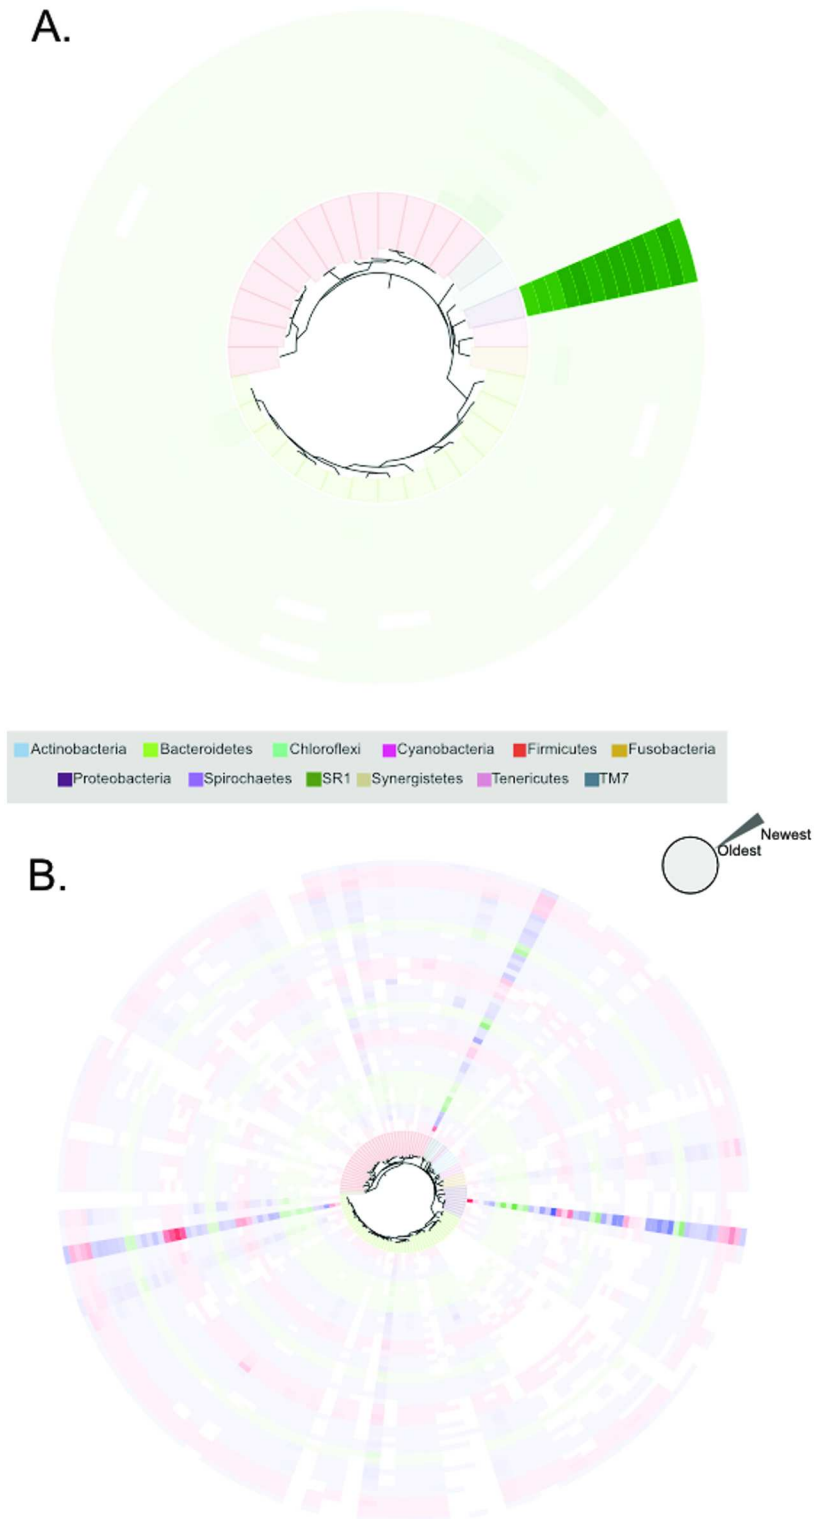 A.
Actinobacteria Bacteroidetes Chloroflexi Cyanobacteria Firmicutes Fusobacteria
Proteobacteria Spirochaetes SR1 Synergistetes Tenericutes TM7
Newest
Oldest
B.